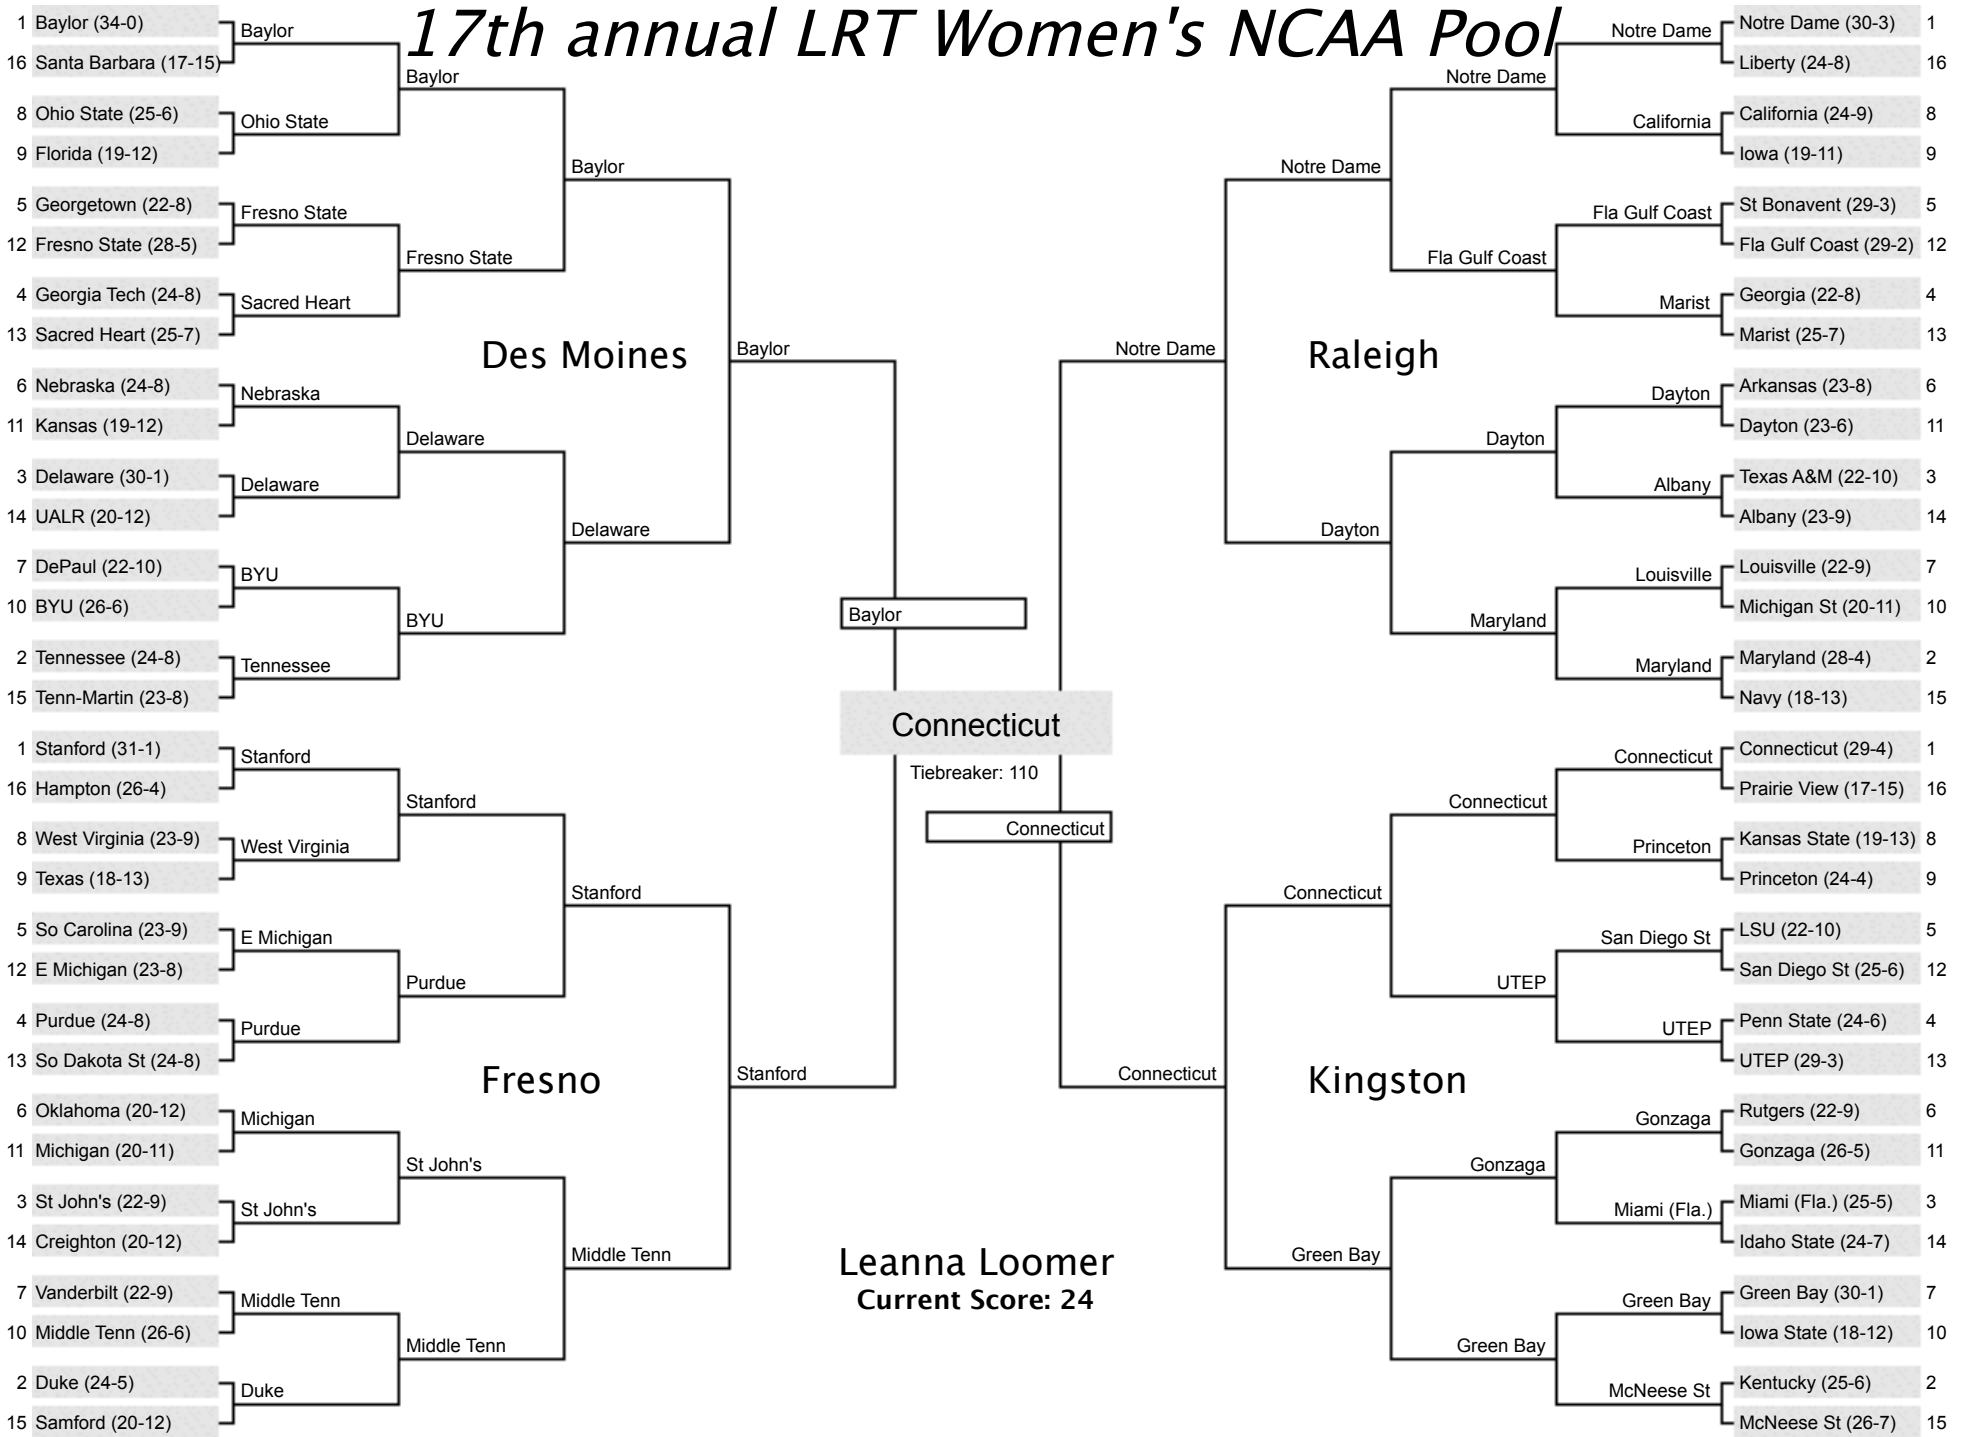 17th annual LRT Women's NCAA Pool
1 Baylor (34-0)
16 Santa Barbara (17-15)
8 Ohio State (25-6)
9 Florida (19-12)
5 Georgetown (22-8)
12 Fresno State (28-5)
4 Georgia Tech (24-8)
13 Sacred Heart (25-7)
6 Nebraska (24-8)
11 Kansas (19-12)
3 Delaware (30-1)
14 UALR (20-12)
7 DePaul (22-10)
10 BYU (26-6)
2 Tennessee (24-8)
15 Tenn-Martin (23-8)
1 Stanford (31-1)
16 Hampton (26-4)
8 West Virginia (23-9)
9 Texas (18-13)
5 So Carolina (23-9)
12 E Michigan (23-8)
4 Purdue (24-8)
13 So Dakota St (24-8)
6 Oklahoma (20-12)
11 Michigan (20-11)
3 St John's (22-9)
14 Creighton (20-12)
7 Vanderbilt (22-9)
10 Middle Tenn (26-6)
2 Duke (24-5)
15 Samford (20-12)
Baylor
Ohio State
Fresno State
Sacred Heart
Nebraska
Delaware
BYU
Tennessee
Stanford
West Virginia
E Michigan
Purdue
Michigan
St John's
Middle Tenn
Duke
Baylor
Fresno State
Delaware
BYU
Stanford
Purdue
St John's
Middle Tenn
Baylor
Delaware
Stanford
Middle Tenn
Des Moines
Fresno
Baylor
Stanford
Baylor
Connecticut
Tiebreaker: 110
Connecticut
Leanna Loomer
Current Score: 24
Notre Dame
Connecticut
Raleigh
Kingston
Notre Dame
Dayton
Connecticut
Green Bay
Notre Dame
Fla Gulf Coast
Dayton
Maryland
Connecticut
UTEP
Gonzaga
Green Bay
Notre Dame
California
Fla Gulf Coast
Marist
Dayton
Albany
Louisville
Maryland
Connecticut
Princeton
San Diego St
UTEP
Gonzaga
Miami (Fla.)
Green Bay
McNeese St
Notre Dame (30-3) 1
Liberty (24-8) 16
California (24-9) 8
Iowa (19-11) 9
St Bonavent (29-3) 5
Fla Gulf Coast (29-2) 12
Georgia (22-8) 4
Marist (25-7) 13
Arkansas (23-8) 6
Dayton (23-6) 11
Texas A&M (22-10) 3
Albany (23-9) 14
Louisville (22-9) 7
Michigan St (20-11) 10
Maryland (28-4) 2
Navy (18-13) 15
Connecticut (29-4) 1
Prairie View (17-15) 16
Kansas State (19-13) 8
Princeton (24-4) 9
LSU (22-10) 5
San Diego St (25-6) 12
Penn State (24-6) 4
UTEP (29-3) 13
Rutgers (22-9) 6
Gonzaga (26-5) 11
Miami (Fla.) (25-5) 3
Idaho State (24-7) 14
Green Bay (30-1) 7
Iowa State (18-12) 10
Kentucky (25-6) 2
McNeese St (26-7) 15